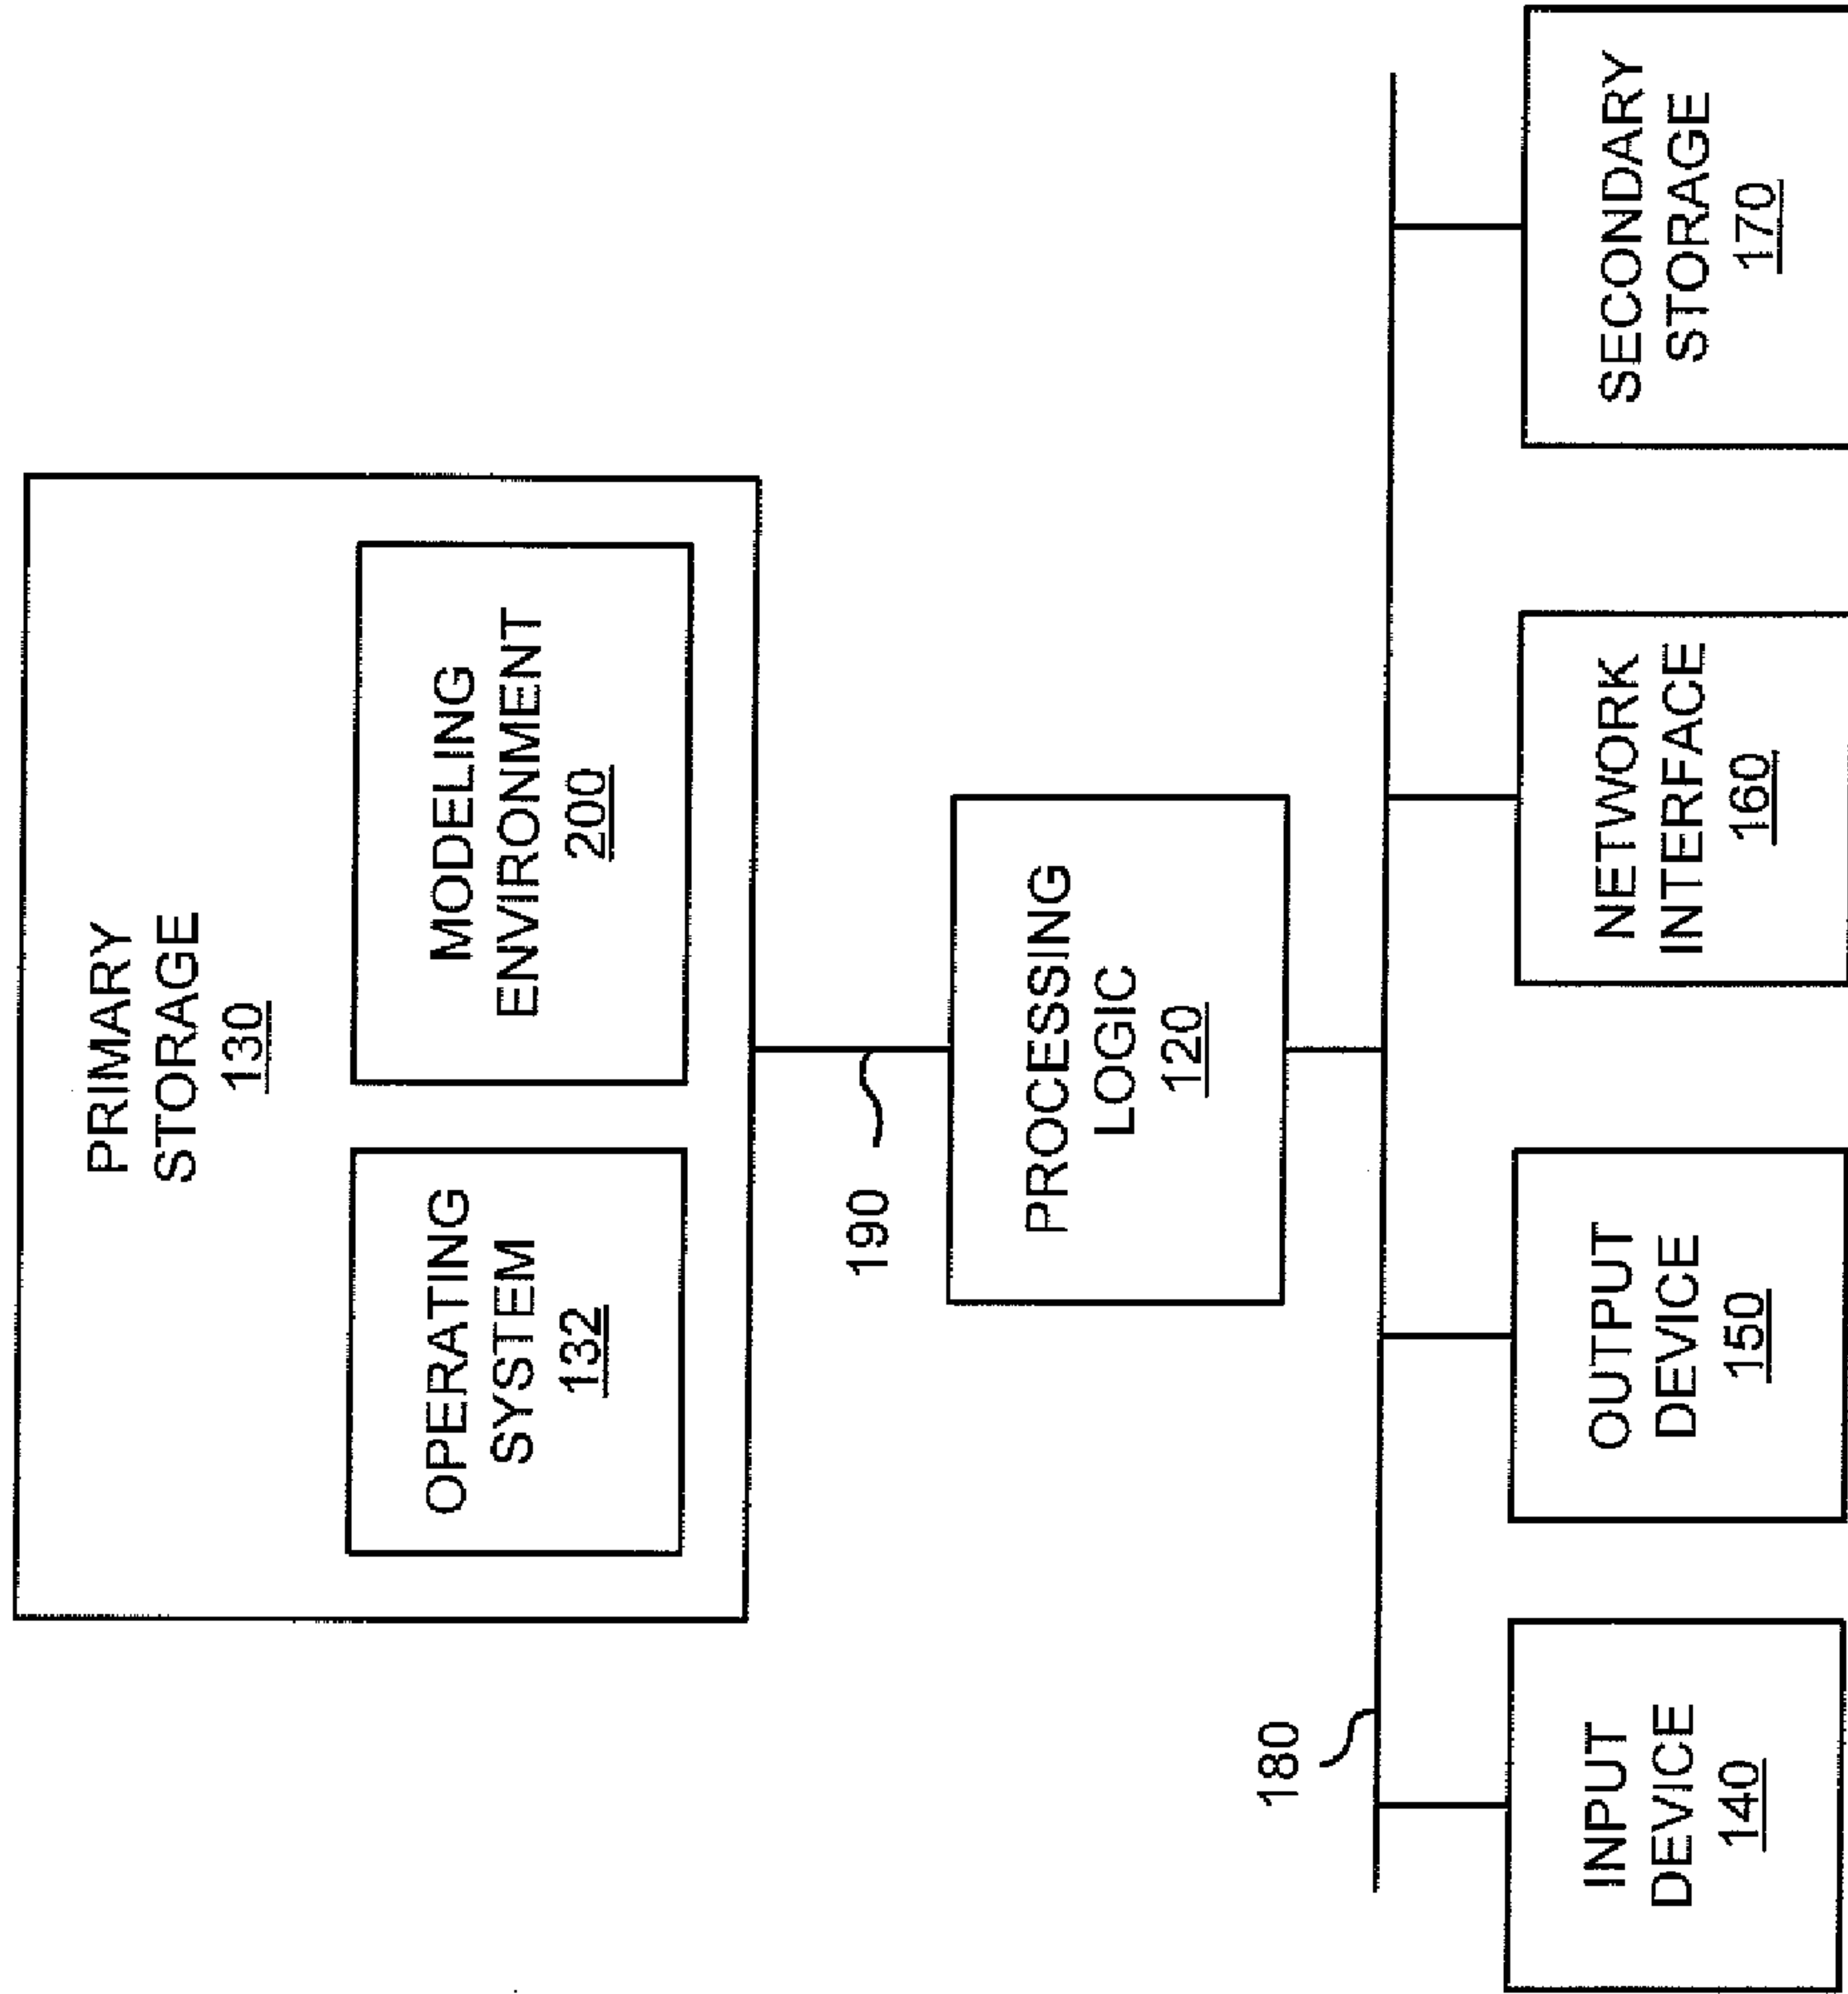 PRIMARY
STORAGE
130
OPERATING
SYSTEM
132
MODELING
ENVIRONMENT
200
190
PROCESSING
LOGIC
120
180
INPUT
DEVICE
140
OUTPUT
DEVICE
150
NETWORK
INTERFACE
160
SECONDARY
STORAGE
170